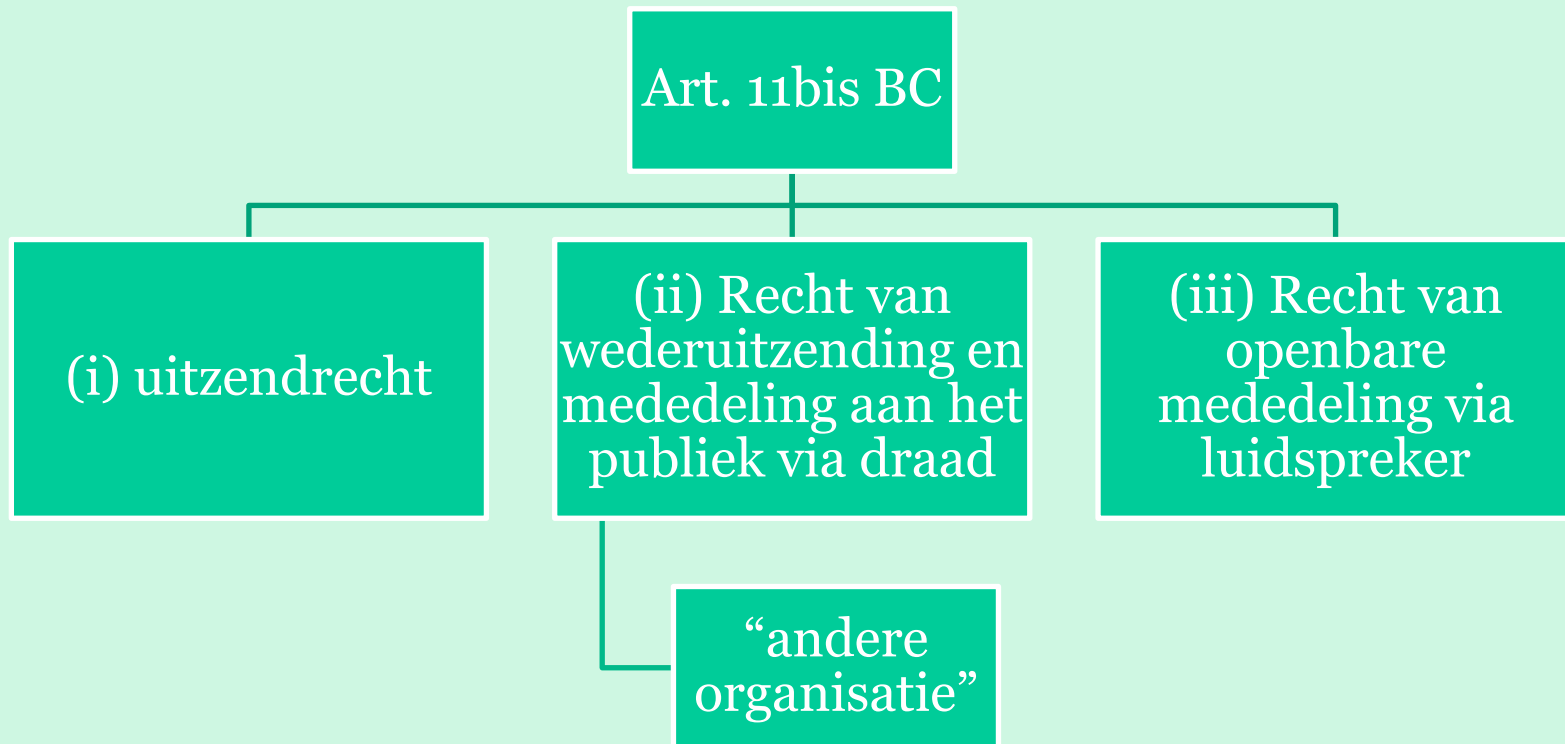 Art. 11bis BC
(i) uitzendrecht
(ii) Recht van
wederuitzending en
mededeling aan het
publiek via draad
(iii) Recht van
openbare
mededeling via
luidspreker
“andere
organisatie”